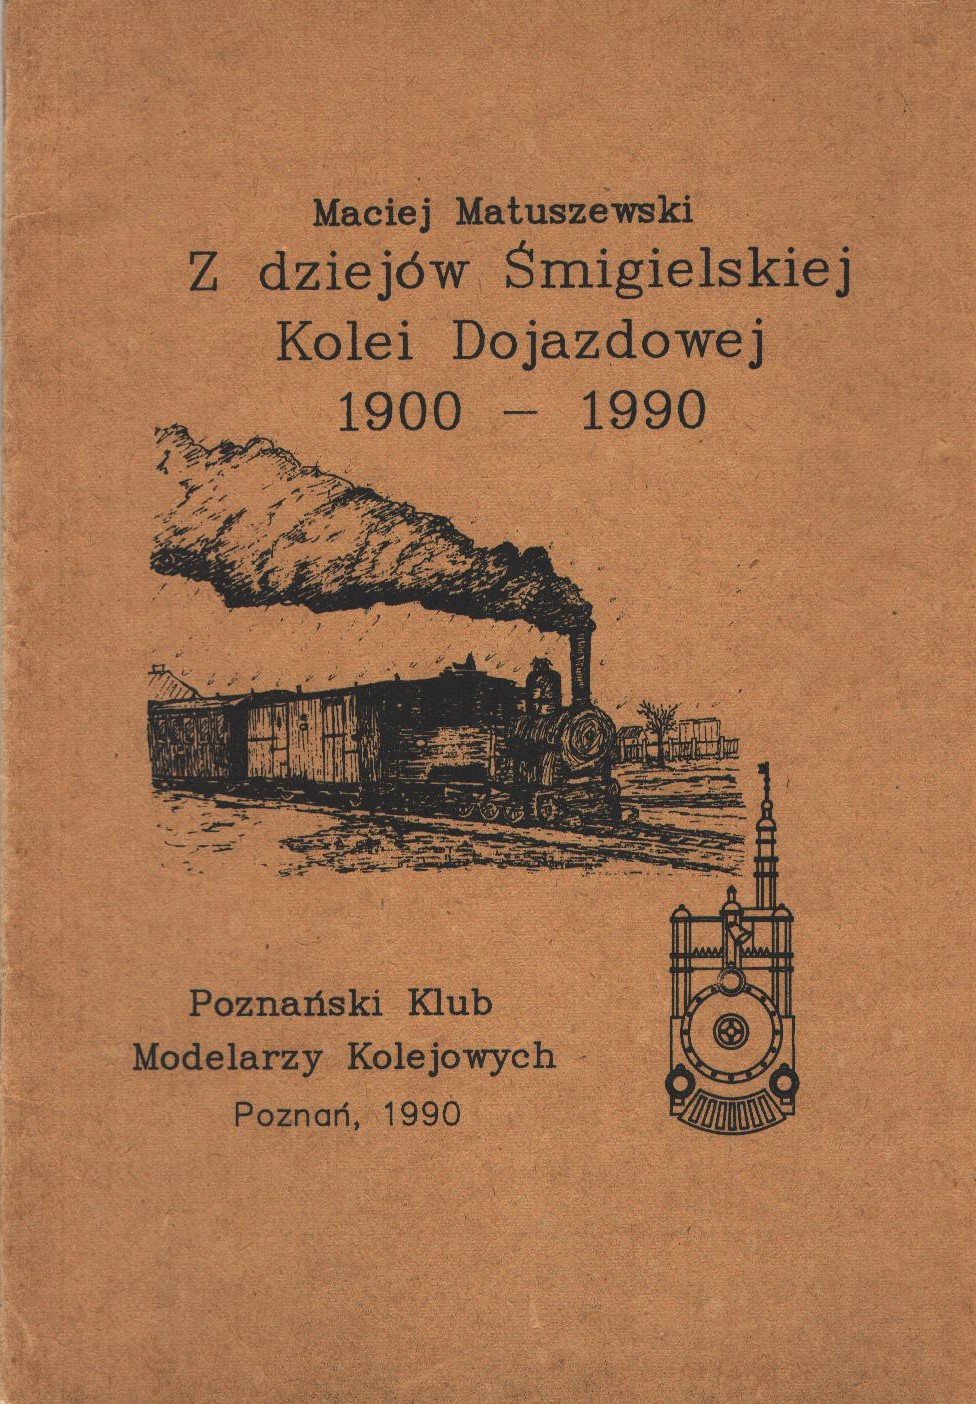 Maciej Matuszewski
Z dziejów Śmigielskiej
Kolei Dojazdowej
1900 – 1990
Poznański Klub
Modelarzy Kolejowych
Poznań, 1990